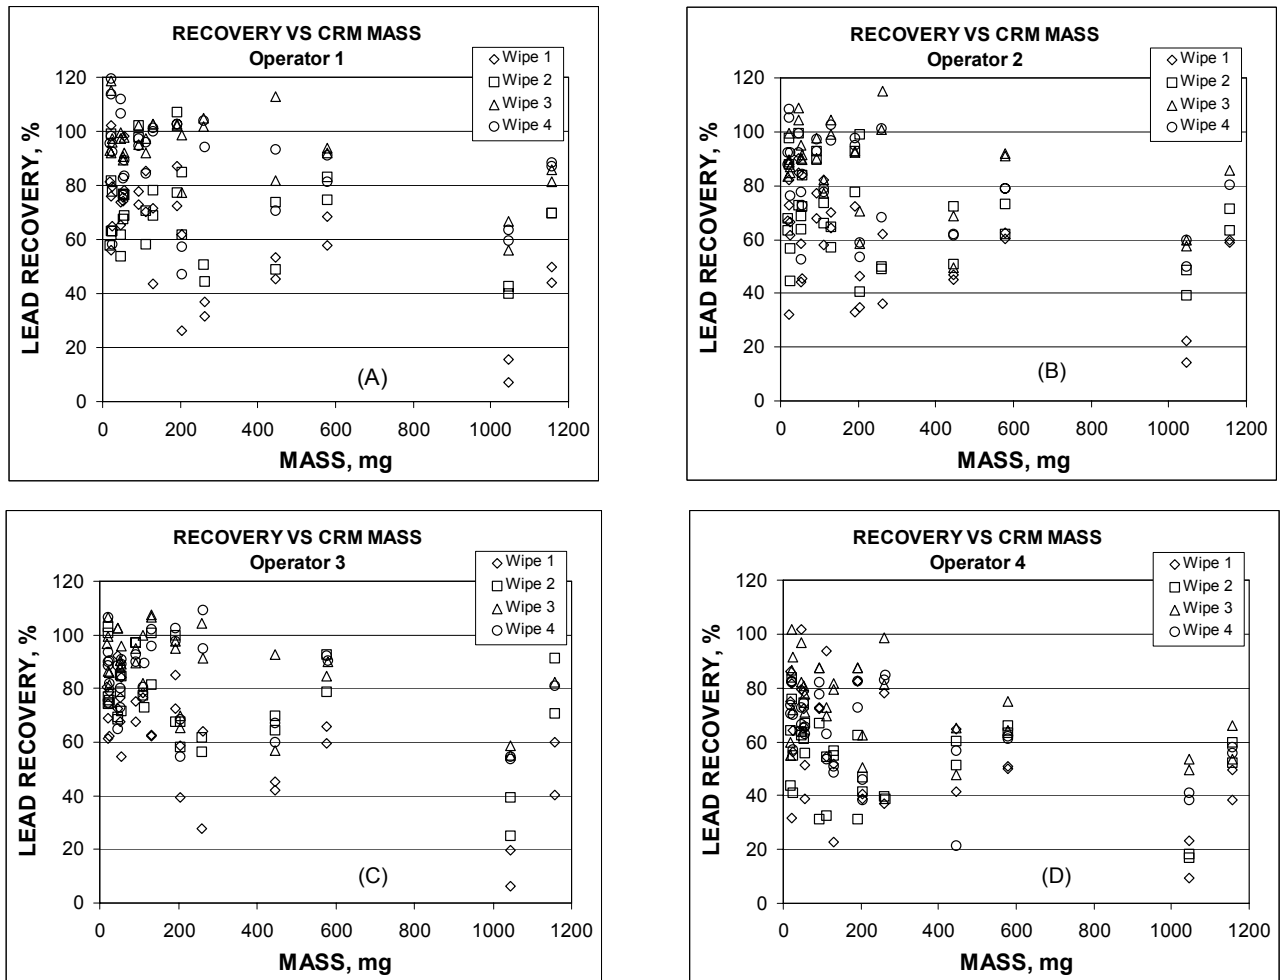 RECOVERY VS CRM MASS
Operator 1
Wipe 1
Wipe 2
Wipe 3
Wipe 4
120
100
80
60
40
20
0
LEAD RECOVERY, %
(A)
0 200 400 600 800 1000 1200
MASS, mg
RECOVERY VS CRM MASS
Operator 2
Wipe 1
Wipe 2
Wipe 3
Wipe 4
120
100
80
60
40
20
0
LEAD RECOVERY, %
(B)
0 200 400 600 800 1000 1200
MASS, mg
RECOVERY VS CRM MASS
Operator 3
Wipe 1
Wipe 2
Wipe 3
Wipe 4
120
100
80
60
40
20
0
LEAD RECOVERY, %
(C)
0 200 400 600 800 1000 1200
MASS, mg
RECOVERY VS CRM MASS
Operator 4
Wipe 1
Wipe 2
Wipe 3
Wipe 4
120
100
80
60
40
20
0
LEAD RECOVERY, %
(D)
0 200 400 600 800 1000 1200
MASS, mg